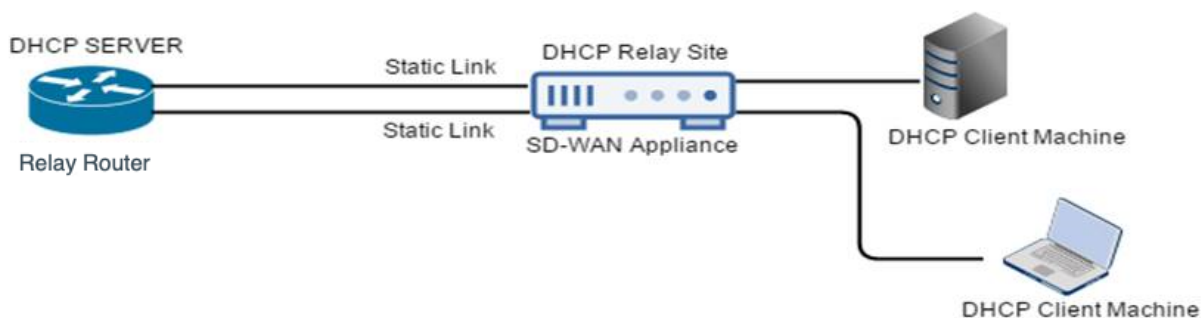 DHCP SERVER
Relay Router
Static Link
Static Link
DHCP Relay Site
SD-WAN Appliance
DHCP Client Machine
DHCP Client Machine